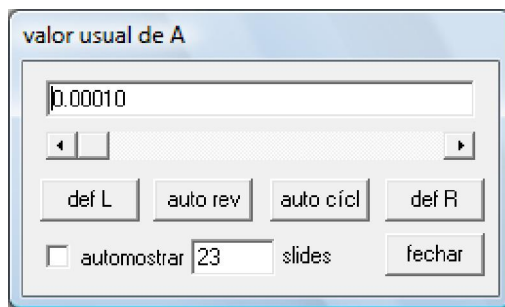 valor usual de A
0.00010
def L auto rev auto cícl def R
automostrar 23 slides fechar